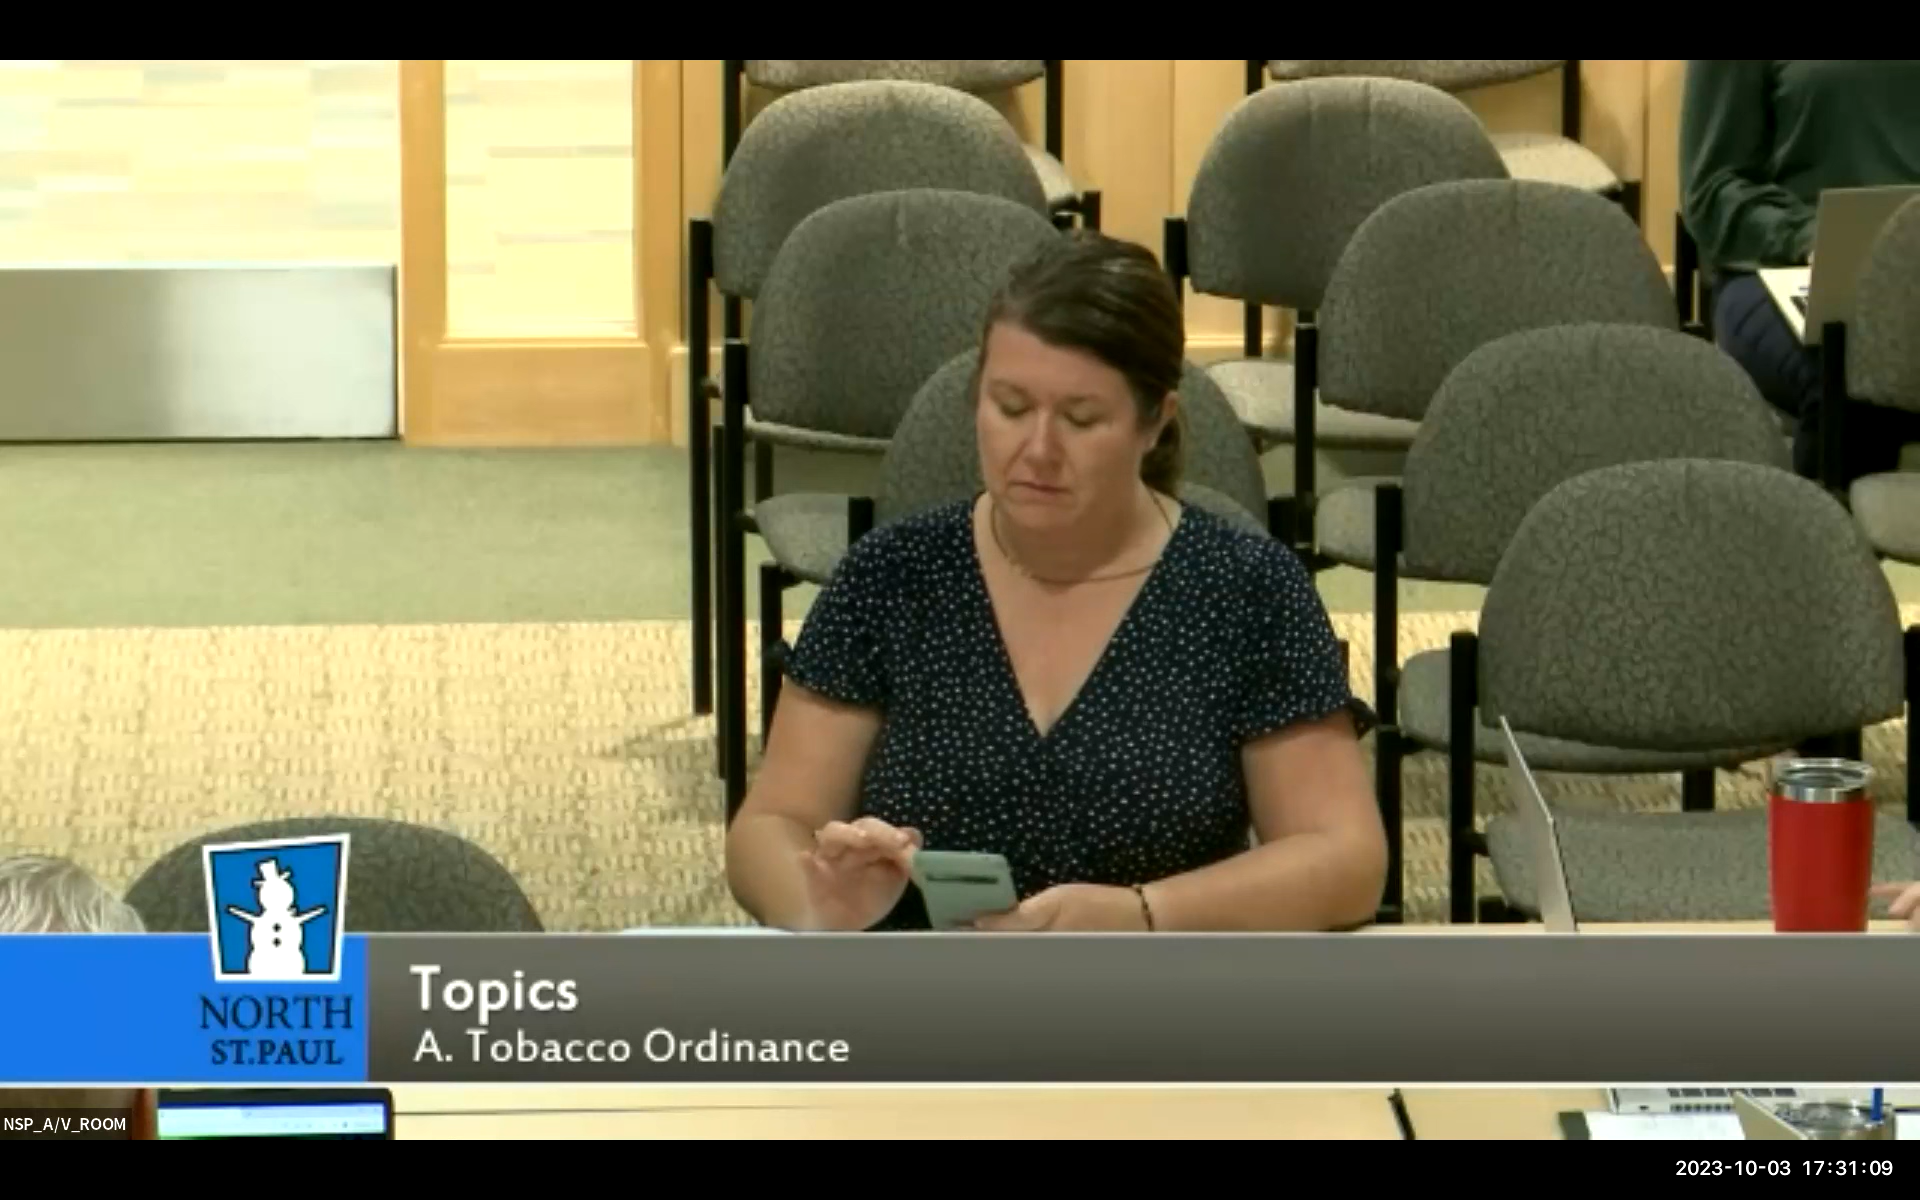 NORTH
ST.PAUL
Topics
A. Tobacco Ordinance
NSP_A/V_ROOM
2023-10-03 17:31:09